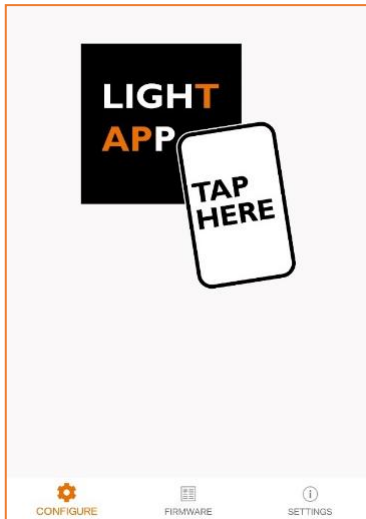 LIGHT
APP
TAP
HERE
CONFIGURE
FIRMWARE
SETTINGS